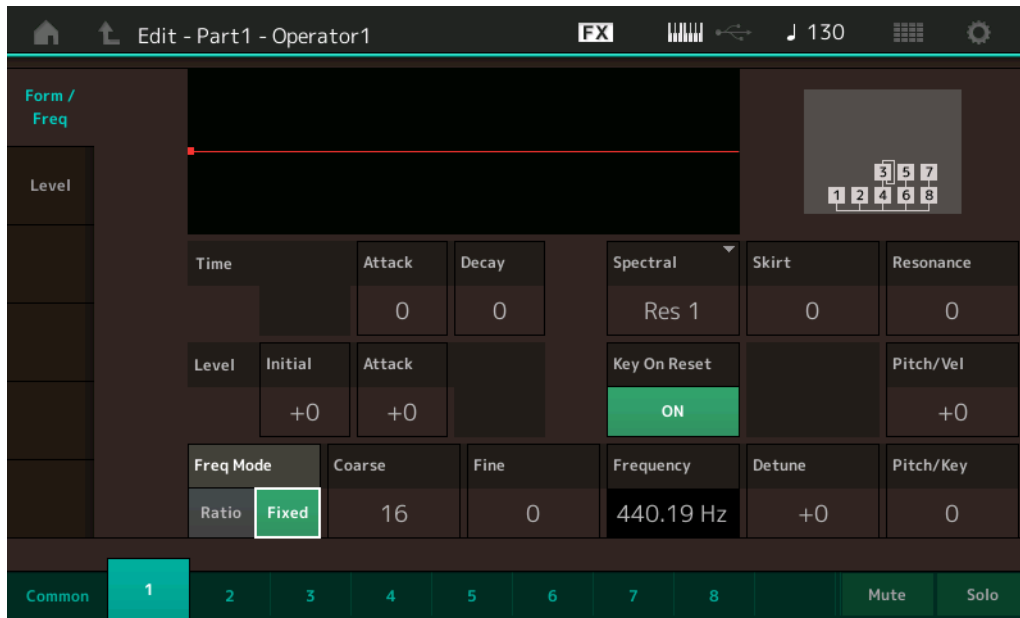 Edit - Part1 - Operator1 FX ♩ 130
Form /
Freq
Level
3 5 7
1 2 4 6 8
Time Attack Decay Spectral Skirt Resonance
0 0 Res 1 0 0
Level Initial Attack Key On Reset Pitch/Vel
+0 +0 ON +0
Freq Mode Coarse Fine Frequency Detune Pitch/Key
Ratio Fixed 16 0 440.19 Hz +0 0
Common 1 2 3 4 5 6 7 8 Mute Solo